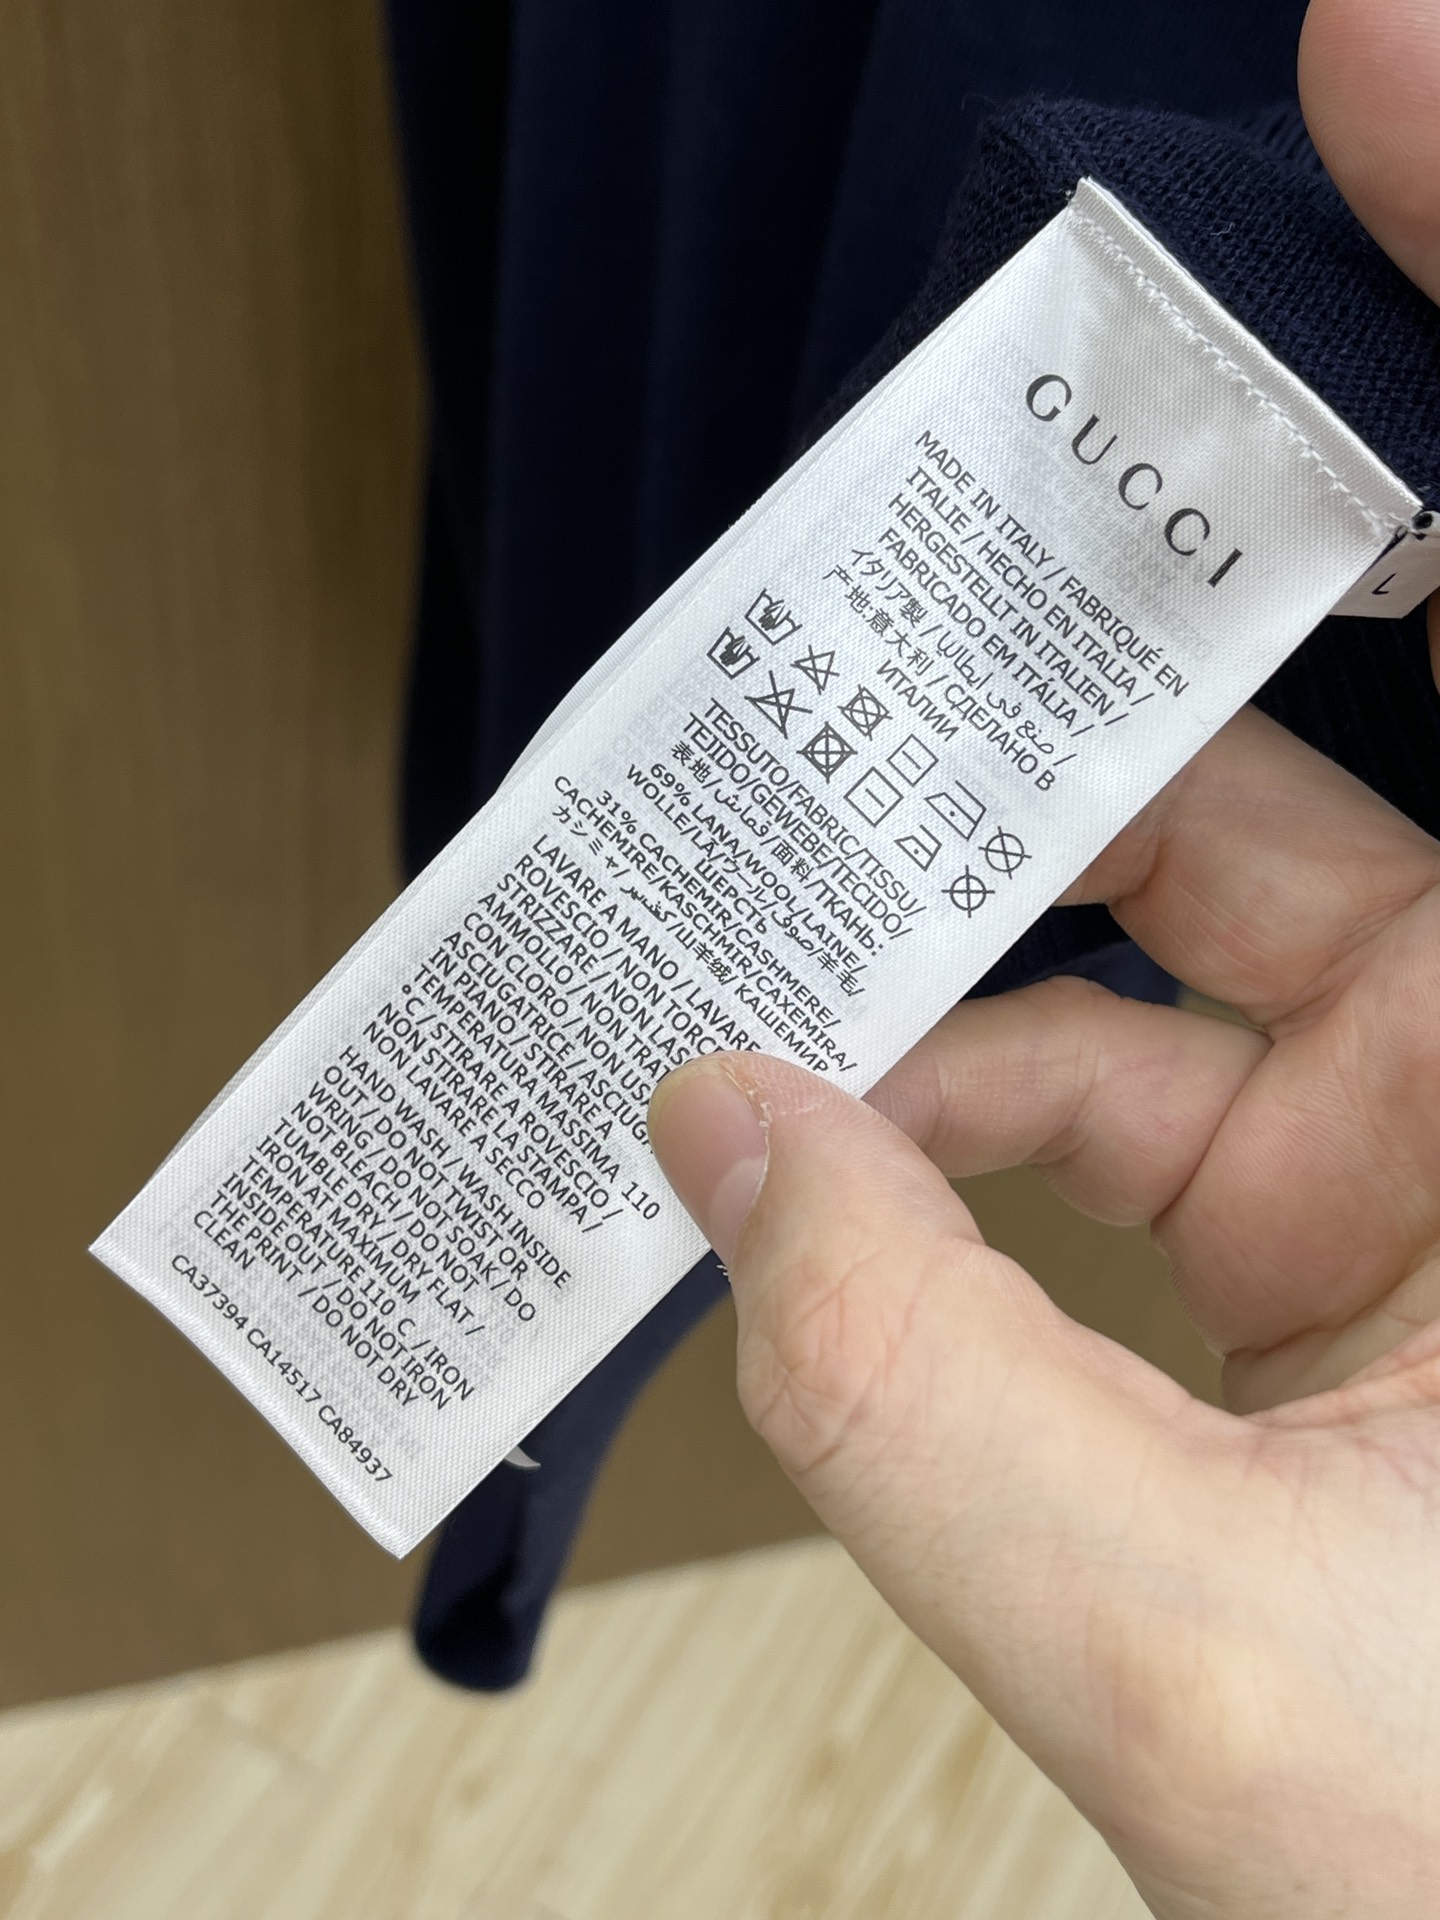 GUCCI
MADE IN ITALY / FABRIQUÉ EN
ITALIE / HECHO EN ITALIA /
HERGESTELLT IN ITALIEN /
FABRICADO EM ITÁLIA /
イタリア製 / صنع في إيطاليا /
产地:意大利 / СДЕЛАНО В
ИТАЛИИ
TESSUTO/FABRIC/TISSU/
TEJIDO/GEWEBE/TECIDO/
表地/قماش/面料/ТКАНЬ:
69% LANA/WOOL/LAINE/
WOLLE/LÃ/ウール/صوف/羊毛/
ШЕРСТЬ
31% CACHEMIRE/CASHMERE/
CACHEMIRE/KASCHMIR/CAXEMIRA/
カシミヤ/كشمير/山羊绒/КАШЕМИР
LAVARE A MANO / LAVARE
ROVESCIO / NON TORCE
STRIZZARE / NON LASC
AMMOLLO / NON TRAT
CON CLORO / NON USA
ASCIUGATRICE / ASCIUGA
IN PIANO / STIRARE A
TEMPERATURA MASSIMA 110
°C / STIRARE A ROVESCIO /
NON STIRARE LA STAMPA /
NON LAVARE A SECCO
HAND WASH / WASH INSIDE
OUT / DO NOT TWIST OR
WRING / DO NOT SOAK / DO
NOT BLEACH / DO NOT
TUMBLE DRY / DRY FLAT /
IRON AT MAXIMUM
TEMPERATURE 110 C / IRON
INSIDE OUT / DO NOT IRON
THE PRINT / DO NOT DRY
CLEAN
CA37394 CA14517 CA84937
L